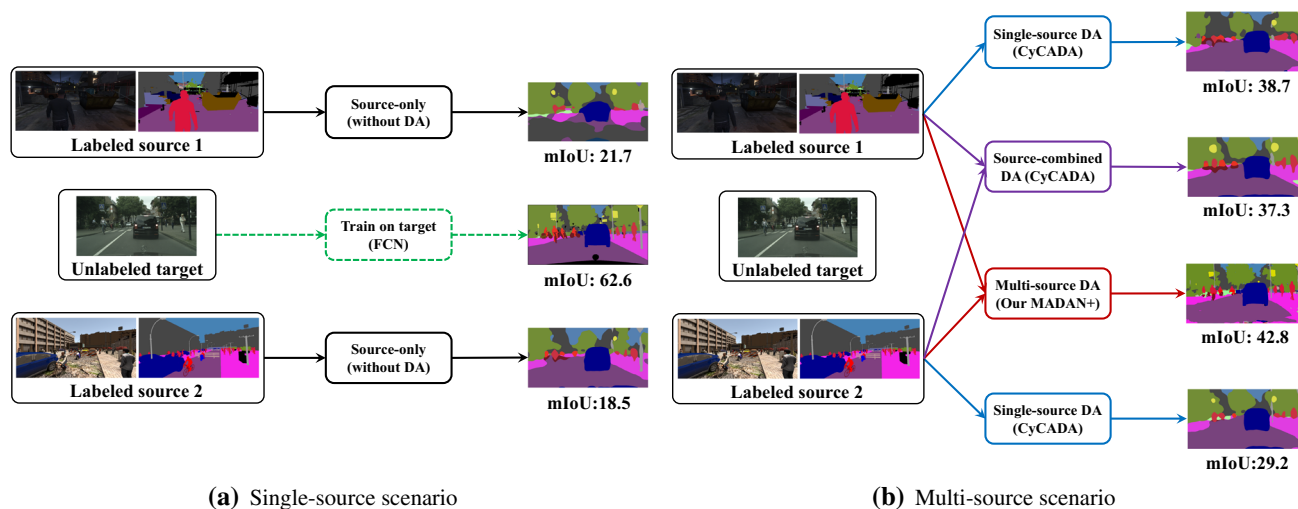 Labeled source 1
Source-only
(without DA)
mIoU: 21.7
Unlabeled target
Train on target
(FCN)
mIoU: 62.6
Labeled source 2
Source-only
(without DA)
mIoU:18.5
(a) Single-source scenario
Labeled source 1
Unlabeled target
Labeled source 2
Single-source DA
(CyCADA)
mIoU: 38.7
Source-combined
DA (CyCADA)
mIoU: 37.3
Multi-source DA
(Our MADAN+)
mIoU: 42.8
Single-source DA
(CyCADA)
mIoU:29.2
(b) Multi-source scenario